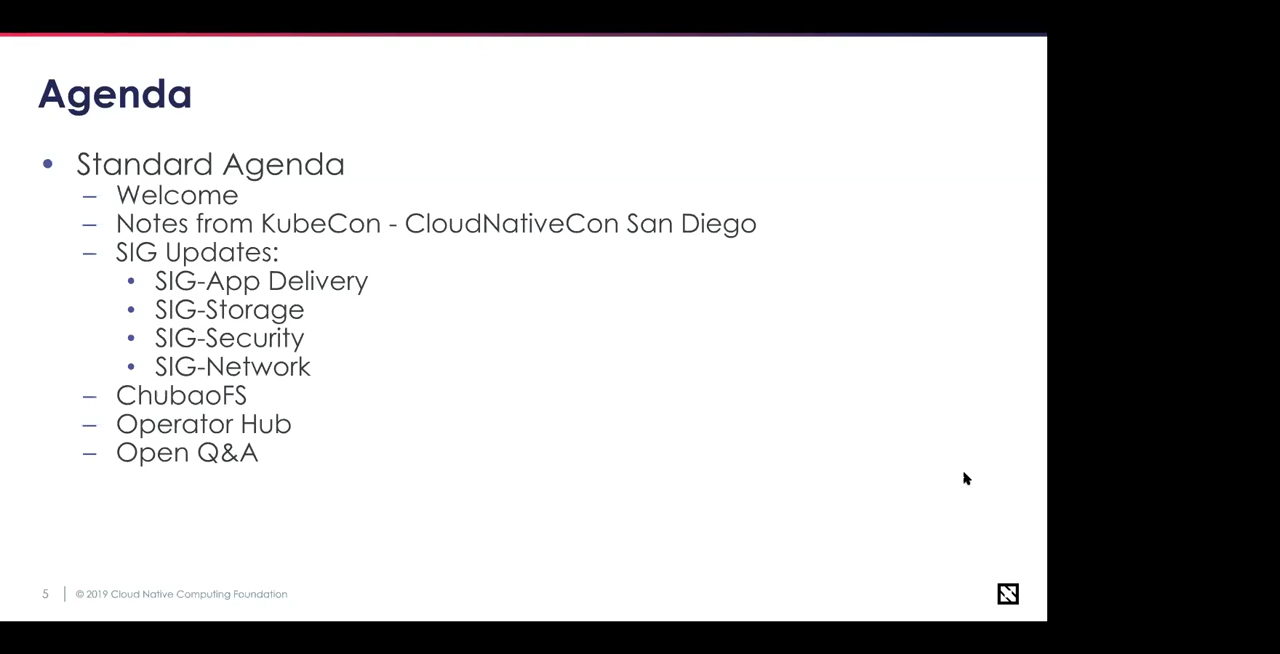 Agenda
• Standard Agenda
– Welcome
– Notes from KubeCon - CloudNativeCon San Diego
– SIG Updates:
• SIG-App Delivery
• SIG-Storage
• SIG-Security
• SIG-Network
– ChubaoFS
– Operator Hub
– Open Q&A
5 | © 2019 Cloud Native Computing Foundation